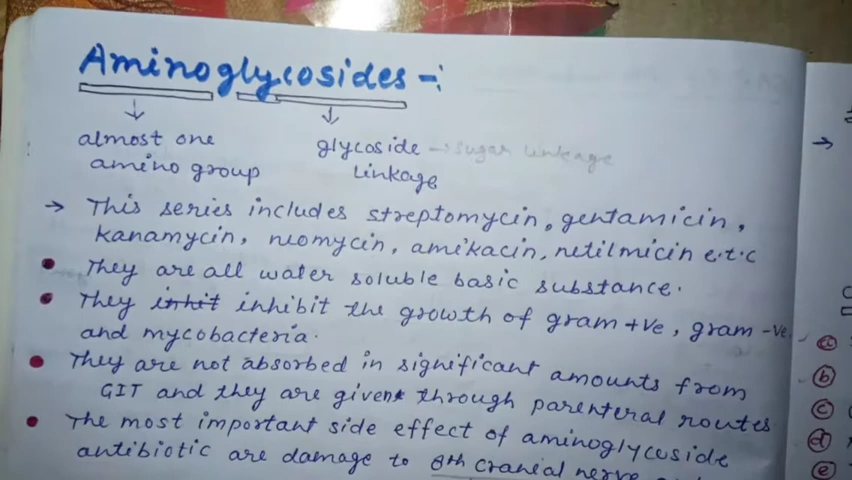 Aminoglycosides -:
almost one
amino group
glycoside → sugar linkage
linkage
→ This series includes streptomycin, gentamicin,
kanamycin, neomycin, amikacin, netilmicin e.t.c
• They are all water soluble basic substance.
• They inhit inhibit the growth of gram +ve, gram -ve
and mycobacteria.
• They are not absorbed in significant amounts from
GIT and they are given through parenteral routes.
• The most important side effect of aminoglycoside
antibiotic are damage to 8th cranial nerve
→
a
b
c
d
e